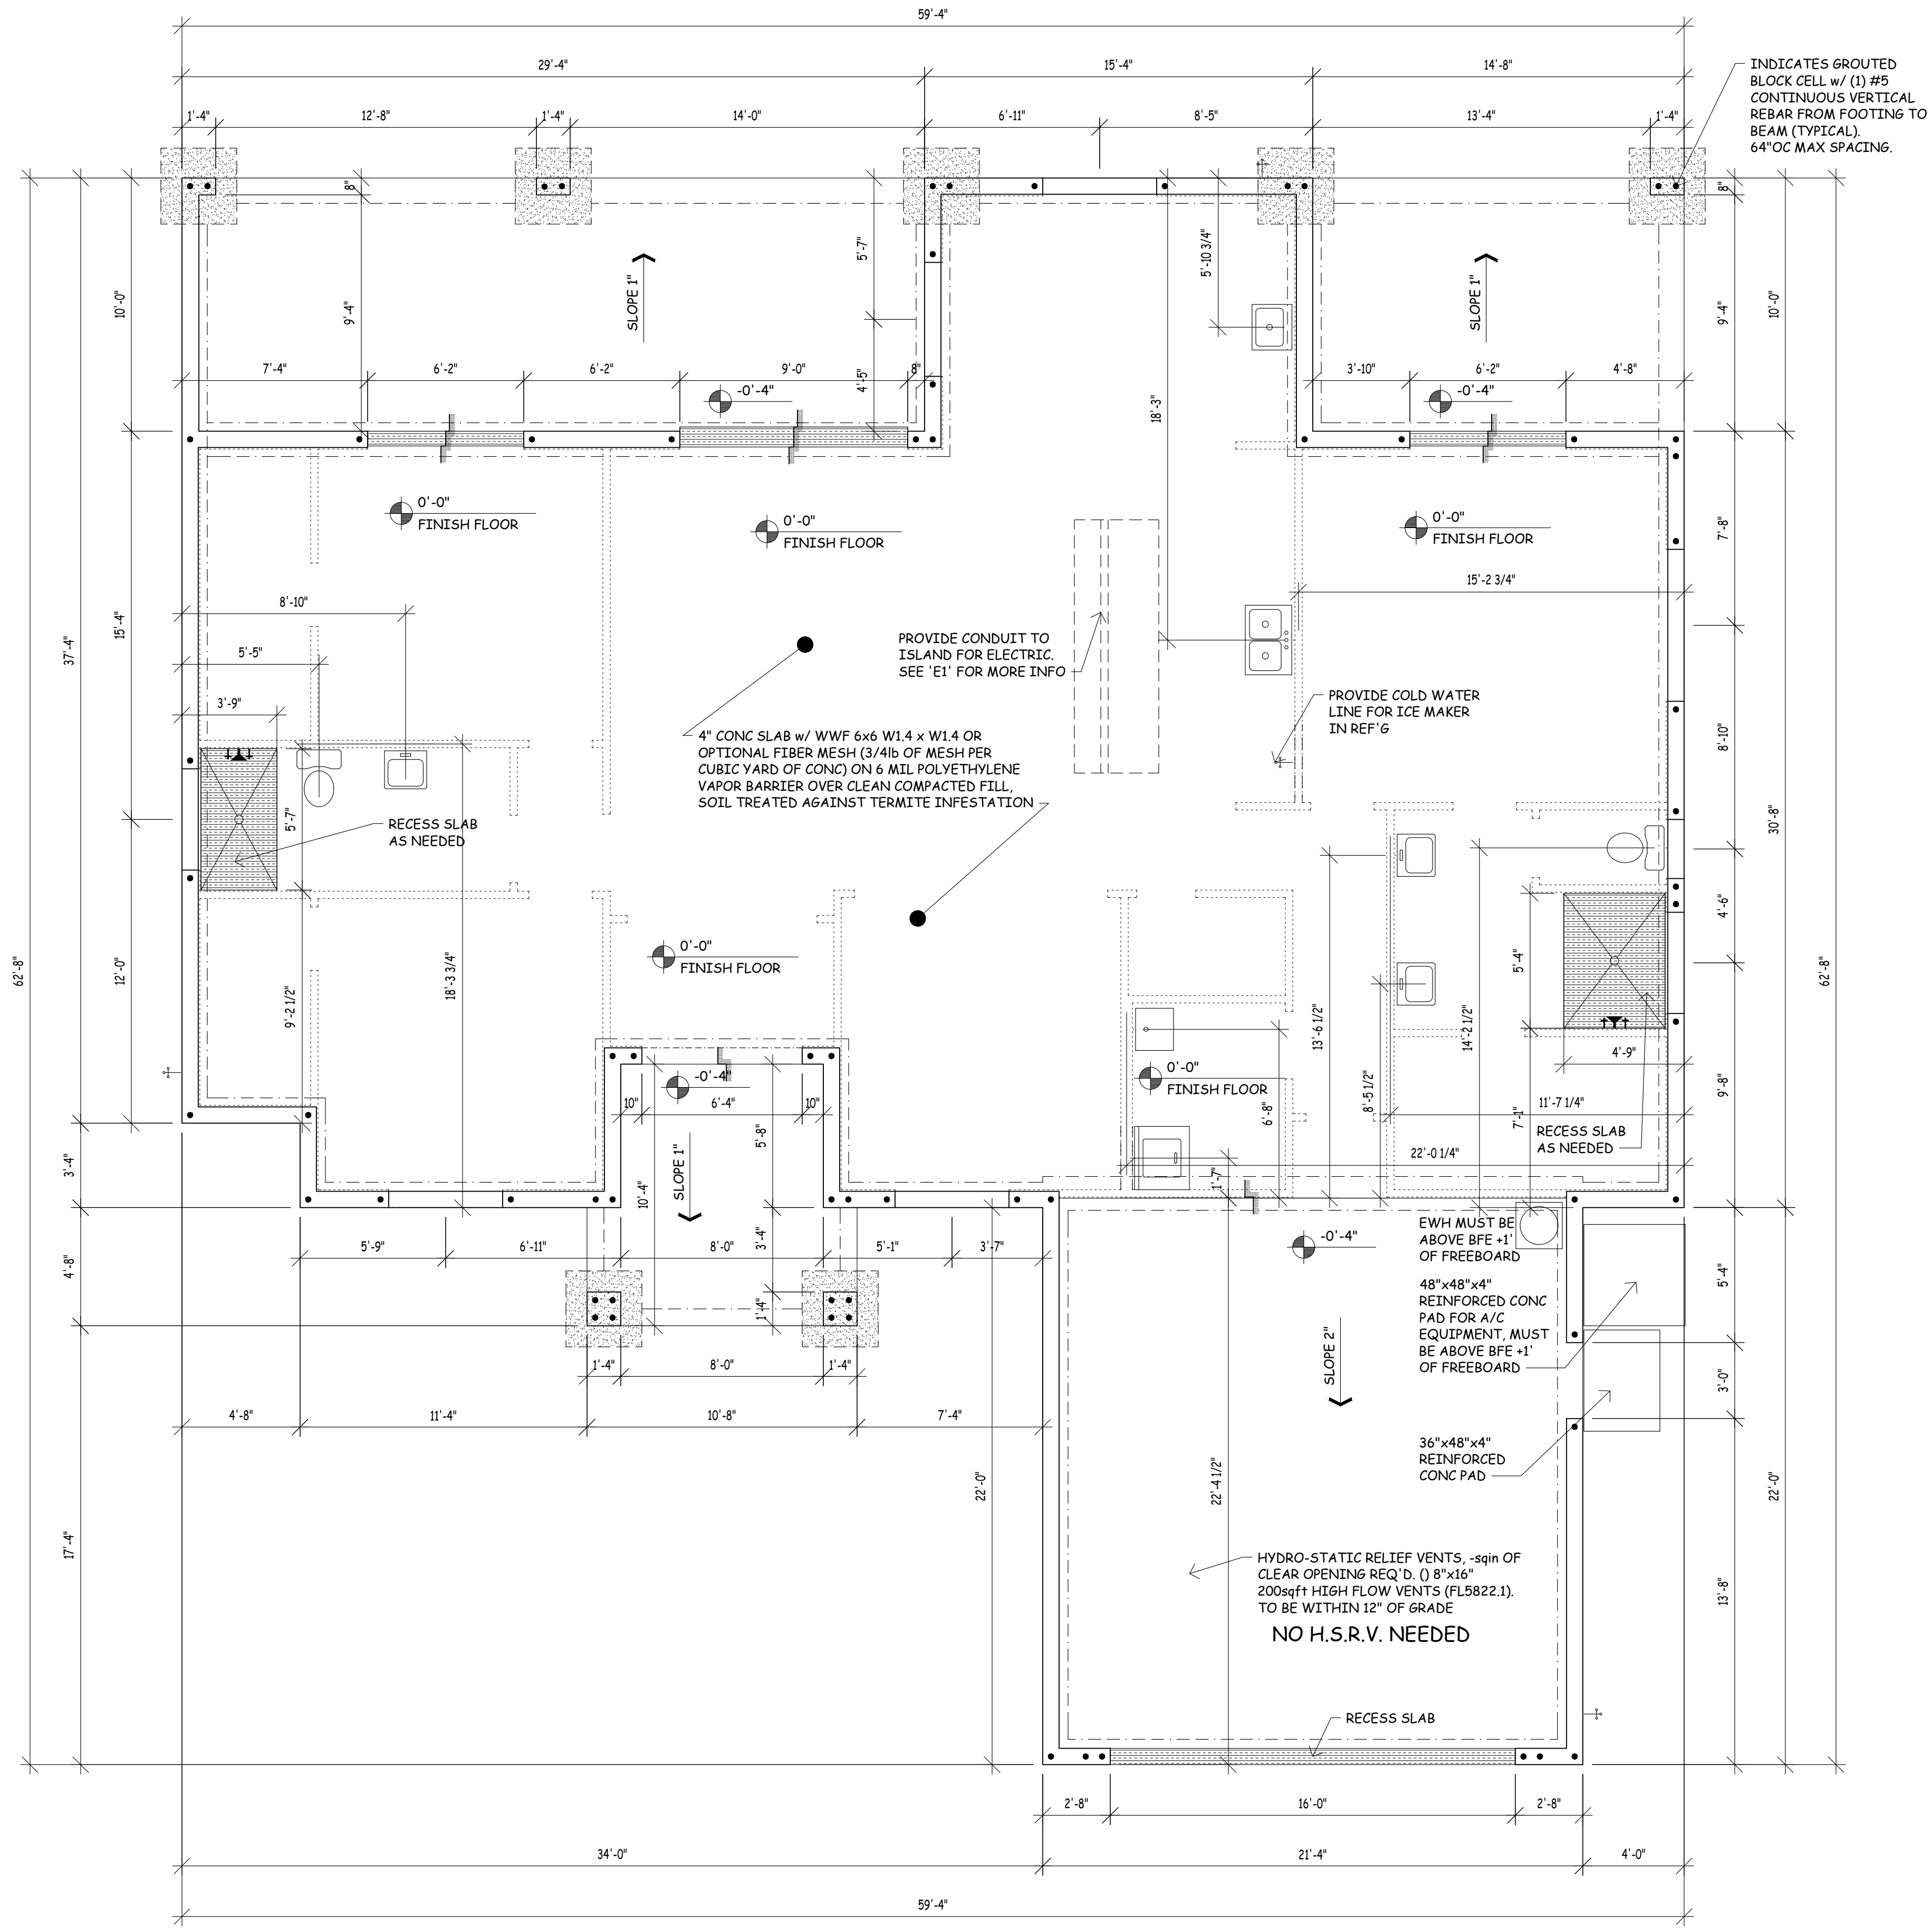 59'-4"
29'-4"
15'-4"
14'-8"
1'-4"
12'-8"
1'-4"
14'-0"
6'-11"
8'-5"
13'-4"
1'-4"
INDICATES GROUTED
BLOCK CELL w/ (1) #5
CONTINUOUS VERTICAL
REBAR FROM FOOTING TO
BEAM (TYPICAL).
64"OC MAX SPACING.
8"
8"
5'-7"
5'-10 3/4"
10'-0"
9'-4"
SLOPE 1"
SLOPE 1"
9'-4"
10'-0"
7'-4"
6'-2"
6'-2"
9'-0"
8"
4'-5"
3'-10"
6'-2"
4'-8"
-0'-4"
-0'-4"
18'-3"
0'-0"
FINISH FLOOR
0'-0"
FINISH FLOOR
0'-0"
FINISH FLOOR
7'-8"
15'-2 3/4"
8'-10"
15'-4"
37'-4"
5'-5"
3'-9"
PROVIDE CONDUIT TO
ISLAND FOR ELECTRIC.
SEE 'E1' FOR MORE INFO
PROVIDE COLD WATER
LINE FOR ICE MAKER
IN REF'G
8'-10"
30'-8"
4" CONC SLAB w/ WWF 6x6 W1.4 x W1.4 OR
OPTIONAL FIBER MESH (3/4lb OF MESH PER
CUBIC YARD OF CONC) ON 6 MIL POLYETHYLENE
VAPOR BARRIER OVER CLEAN COMPACTED FILL,
SOIL TREATED AGAINST TERMITE INFESTATION
5'-7"
RECESS SLAB
AS NEEDED
4'-6"
62'-8"
12'-0"
9'-2 1/2"
18'-3 3/4"
0'-0"
FINISH FLOOR
5'-4"
62'-8"
13'-6 1/2"
14'-2 1/2"
4'-9"
-0'-4"
0'-0"
FINISH FLOOR
8'-5 1/2"
9'-8"
10"
6'-4"
10"
6'-8"
11'-7 1/4"
7'-1"
RECESS SLAB
AS NEEDED
5'-8"
3'-4"
SLOPE 1"
10'-4"
22'-0 1/4"
1'-7"
5'-9"
6'-11"
8'-0"
3'-4"
5'-1"
3'-7"
-0'-4"
EWH MUST BE
ABOVE BFE +1'
OF FREEBOARD
4'-8"
5'-4"
48"x48"x4"
REINFORCED CONC
PAD FOR A/C
EQUIPMENT, MUST
BE ABOVE BFE +1'
OF FREEBOARD
1'-4"
SLOPE 2"
1'-4"
8'-0"
1'-4"
3'-0"
4'-8"
11'-4"
10'-8"
7'-4"
36"x48"x4"
REINFORCED
CONC PAD
22'-0"
22'-4 1/2"
22'-0"
17'-4"
13'-8"
HYDRO-STATIC RELIEF VENTS, -sqin OF
CLEAR OPENING REQ'D. () 8"x16"
200sqft HIGH FLOW VENTS (FL5822.1).
TO BE WITHIN 12" OF GRADE
NO H.S.R.V. NEEDED
RECESS SLAB
2'-8"
16'-0"
2'-8"
34'-0"
21'-4"
4'-0"
59'-4"